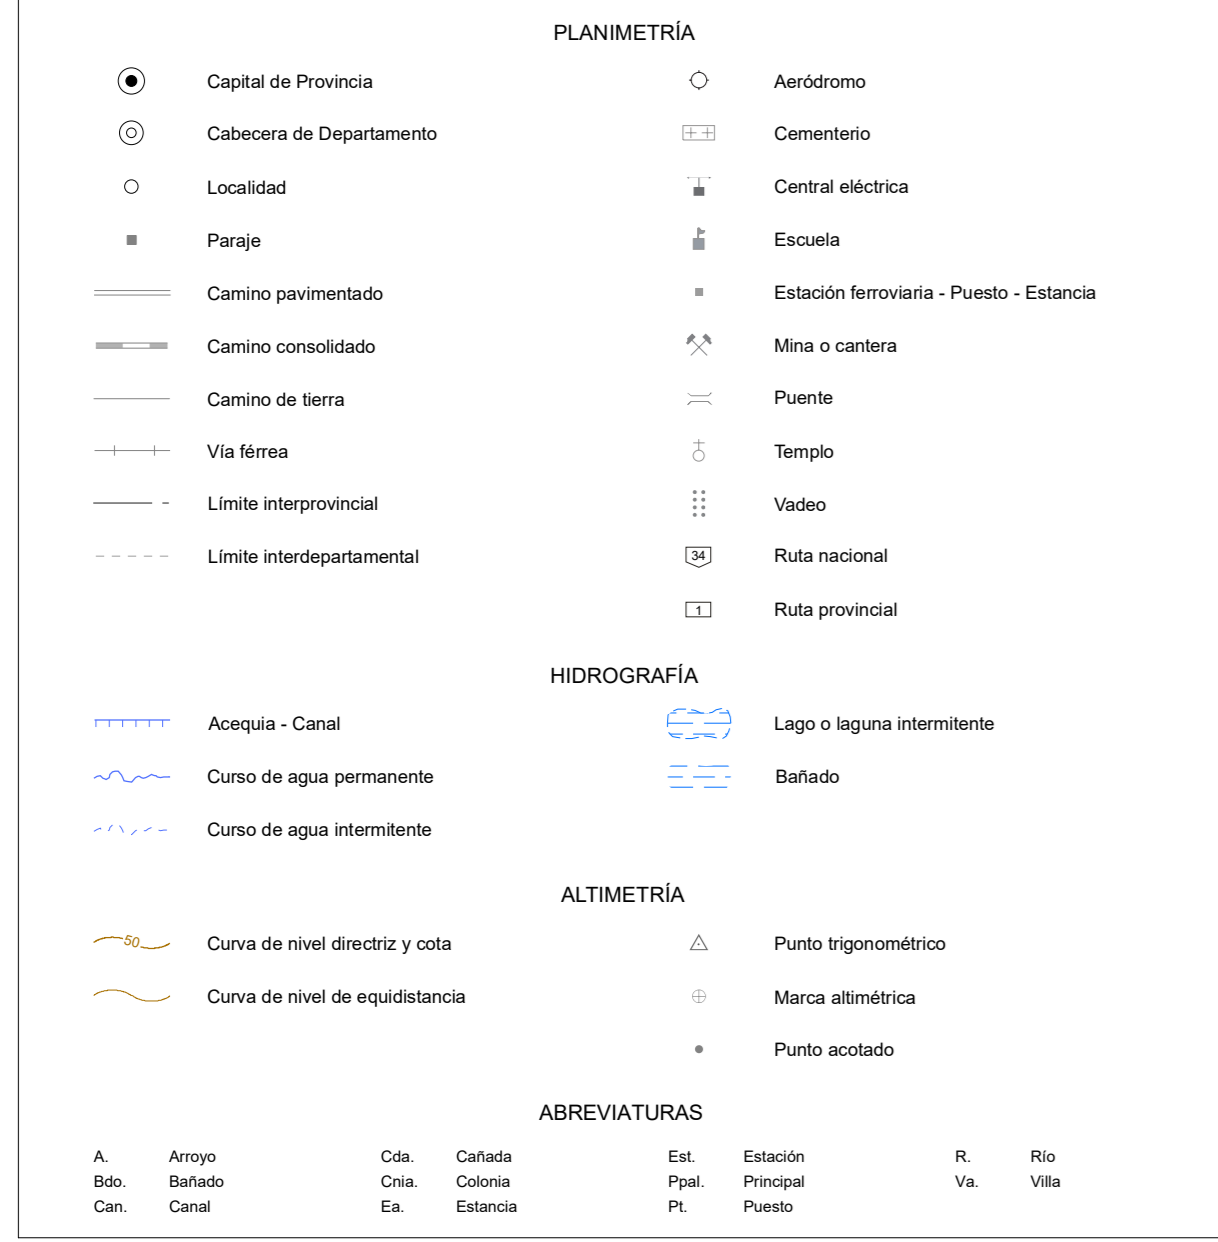 PLANIMETRÍA
Capital de Provincia
Aeródromo
Cabecera de Departamento
Cementerio
Localidad
Central eléctrica
Paraje
Escuela
Camino pavimentado
Estación ferroviaria - Puesto - Estancia
Camino consolidado
Mina o cantera
Camino de tierra
Puente
Vía férrea
Templo
Límite interprovincial
Vadeo
Límite interdepartamental
34 Ruta nacional
1 Ruta provincial
HIDROGRAFÍA
Acequia - Canal
Lago o laguna intermitente
Curso de agua permanente
Bañado
Curso de agua intermitente
ALTIMETRÍA
50 Curva de nivel directriz y cota
Punto trigonométrico
Curva de nivel de equidistancia
Marca altimétrica
Punto acotado
ABREVIATURAS
A. Arroyo Cda. Cañada Est. Estación R. Río
Bdo. Bañado Cnia. Colonia Ppal. Principal Va. Villa
Can. Canal Ea. Estancia Pt. Puesto